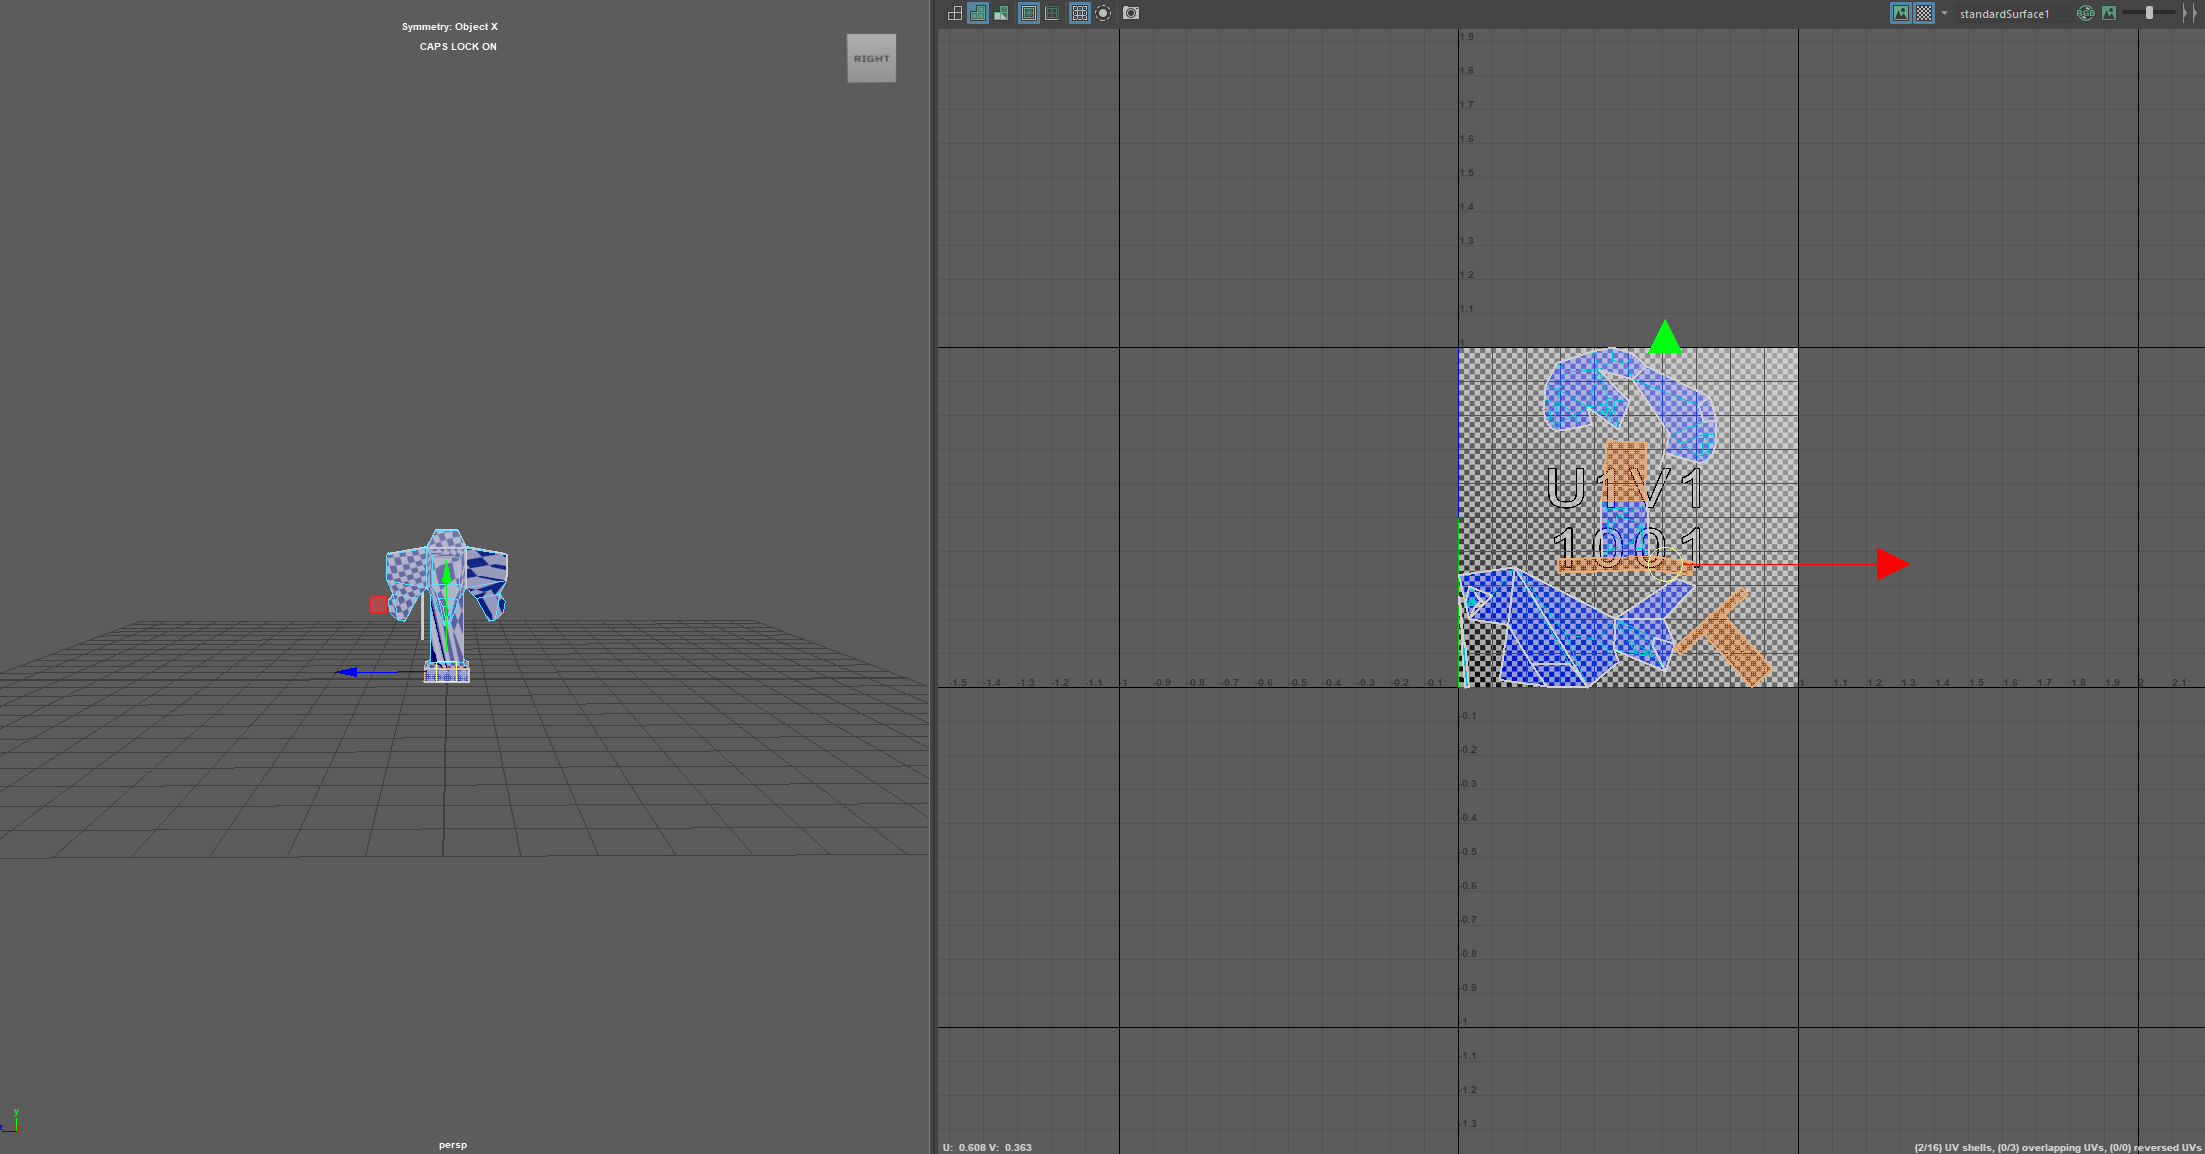 Symmetry: Object X
CAPS LOCK ON
RIGHT
persp
y
standardSurface1
RGB
1.9
1.8
1.7
1.6
1.5
1.4
1.3
1.2
1.1
1
U1V1
1001
-1.5 -1.4 -1.3 -1.2 -1.1 -1 -0.9 -0.8 -0.7 -0.6 -0.5 -0.4 -0.3 -0.2 -0.1 1 1.1 1.2 1.3 1.4 1.5 1.6 1.7 1.8 1.9 2 2.1
-0.1
-0.2
-0.3
-0.4
-0.5
-0.6
-0.7
-0.8
-0.9
-1
-1.1
-1.2
-1.3
U: 0.608 V: 0.363
(2/16) UV shells, (0/3) overlapping UVs, (0/0) reversed UVs